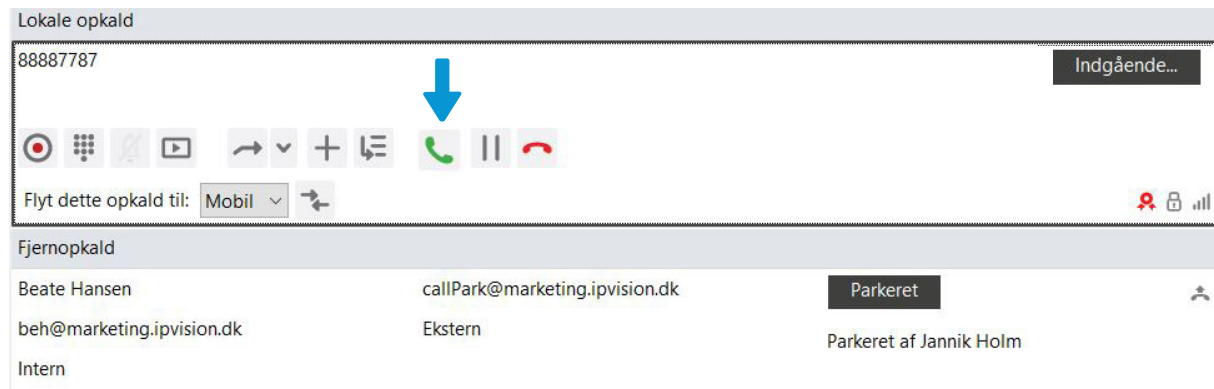 Lokale opkald
88887787
Indgående...
Flyt dette opkald til: Mobil
Fjernopkald
Beate Hansen callPark@marketing.ipvision.dk Parkeret
beh@marketing.ipvision.dk Ekstern Parkeret af Jannik Holm
Intern